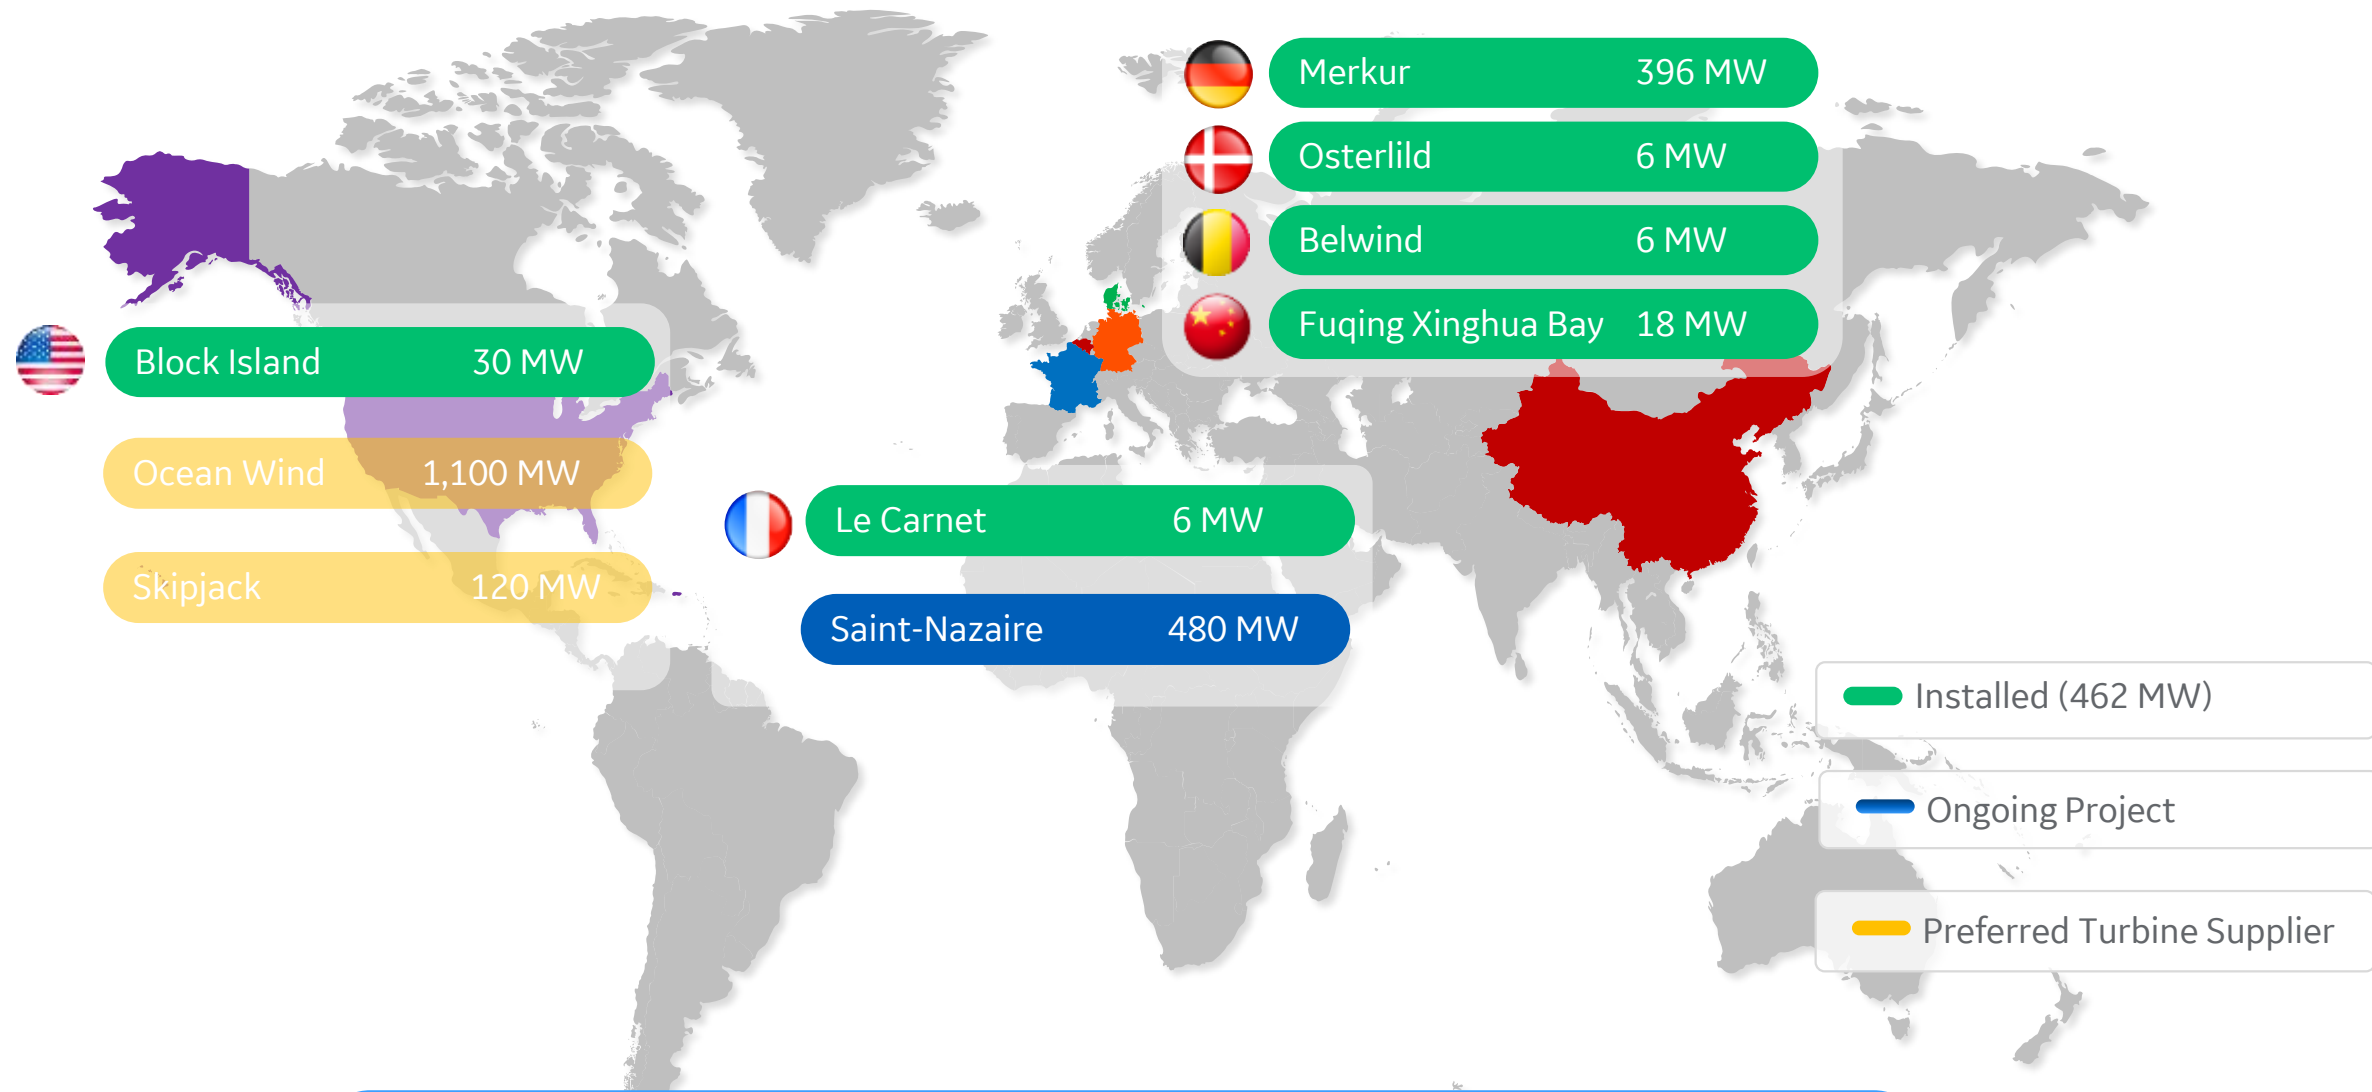 Merkur 396 MW
Osterlild 6 MW
Belwind 6 MW
Fuqing Xinghua Bay 18 MW
Block Island 30 MW
Ocean Wind 1,100 MW
Skipjack 120 MW
Le Carnet 6 MW
Saint-Nazaire 480 MW
Installed (462 MW)
Ongoing Project
Preferred Turbine Supplier